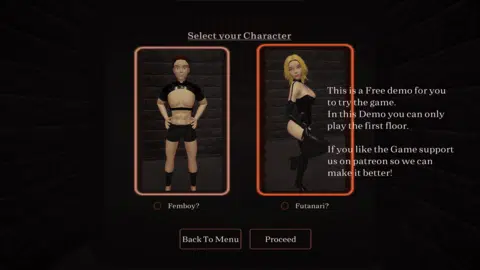 Select your Character
This is a Free demo for you
to try the game.
In this Demo you can only
play the first floor.
If you like the Game support
us on patreon so we can
make it better!
Femboy?
Futanari?
Back To Menu
Proceed